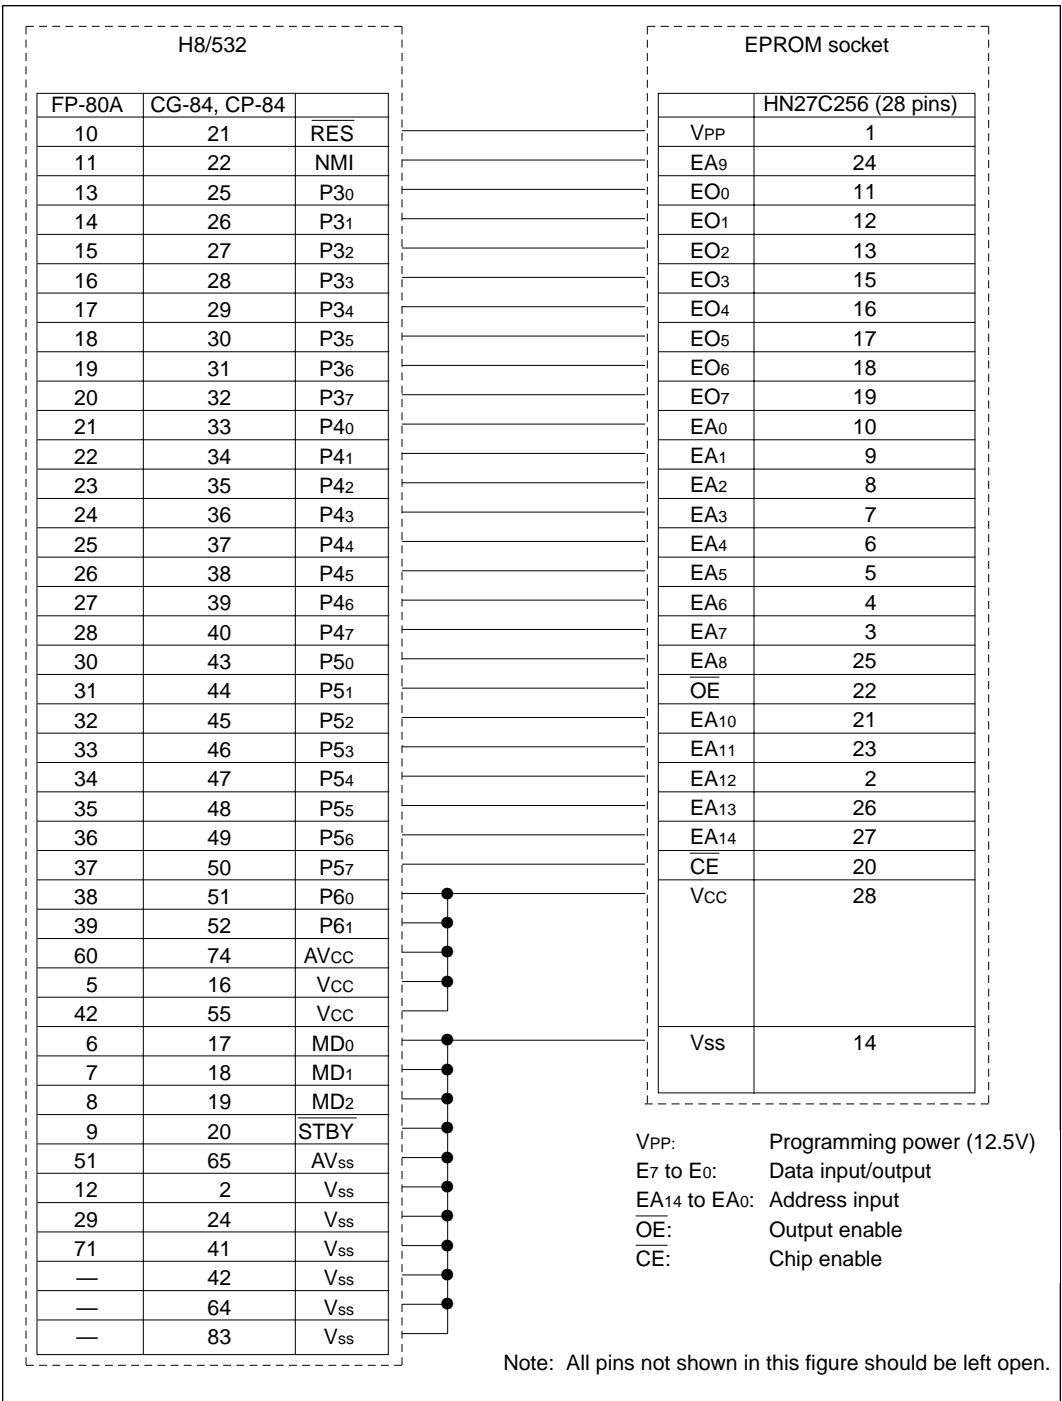 H8/532 EPROM socket
FP-80A CG-84, CP-84 HN27C256 (28 pins)
10 21 RES VPP 1
11 22 NMI EA9 24
13 25 P30 EO0 11
14 26 P31 EO1 12
15 27 P32 EO2 13
16 28 P33 EO3 15
17 29 P34 EO4 16
18 30 P35 EO5 17
19 31 P36 EO6 18
20 32 P37 EO7 19
21 33 P40 EA0 10
22 34 P41 EA1 9
23 35 P42 EA2 8
24 36 P43 EA3 7
25 37 P44 EA4 6
26 38 P45 EA5 5
27 39 P46 EA6 4
28 40 P47 EA7 3
30 43 P50 EA8 25
31 44 P51 OE 22
32 45 P52 EA10 21
33 46 P53 EA11 23
34 47 P54 EA12 2
35 48 P55 EA13 26
36 49 P56 EA14 27
37 50 P57 CE 20
38 51 P60 VCC 28
39 52 P61
60 74 AVCC
5 16 VCC
42 55 VCC
6 17 MD0 Vss 14
7 18 MD1
8 19 MD2
9 20 STBY
51 65 AVss
12 2 Vss
29 24 Vss
71 41 Vss
— 42 Vss
— 64 Vss
— 83 Vss
VPP: Programming power (12.5V)
E7 to E0: Data input/output
EA14 to EA0: Address input
OE: Output enable
CE: Chip enable
Note: All pins not shown in this figure should be left open.